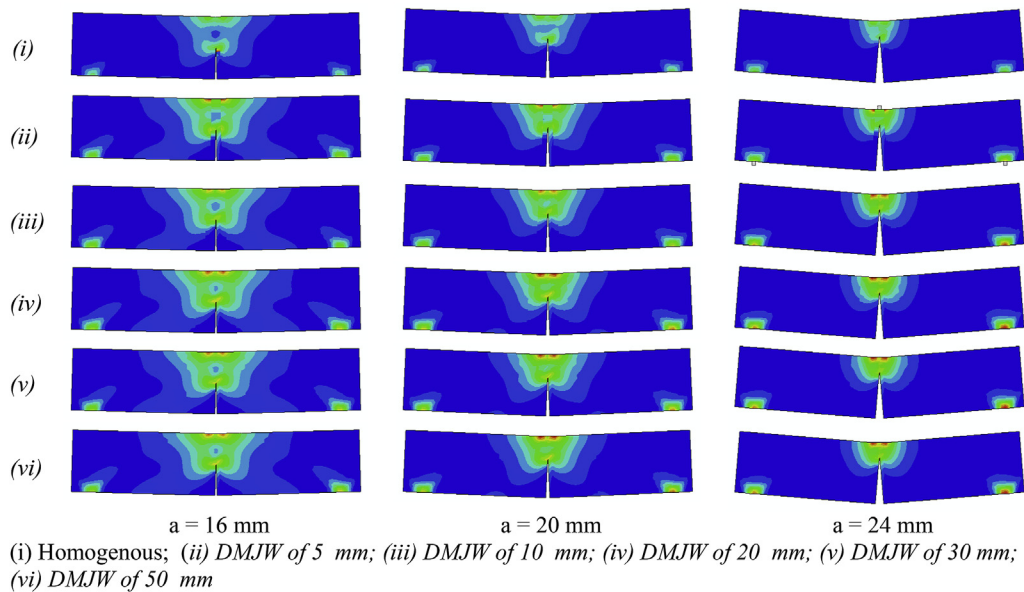 (i)
(ii)
(iii)
(iv)
(v)
(vi)
a = 16 mm a = 20 mm a = 24 mm
(i) Homogenous; (ii) DMJW of 5 mm; (iii) DMJW of 10 mm; (iv) DMJW of 20 mm; (v) DMJW of 30 mm;
(vi) DMJW of 50 mm